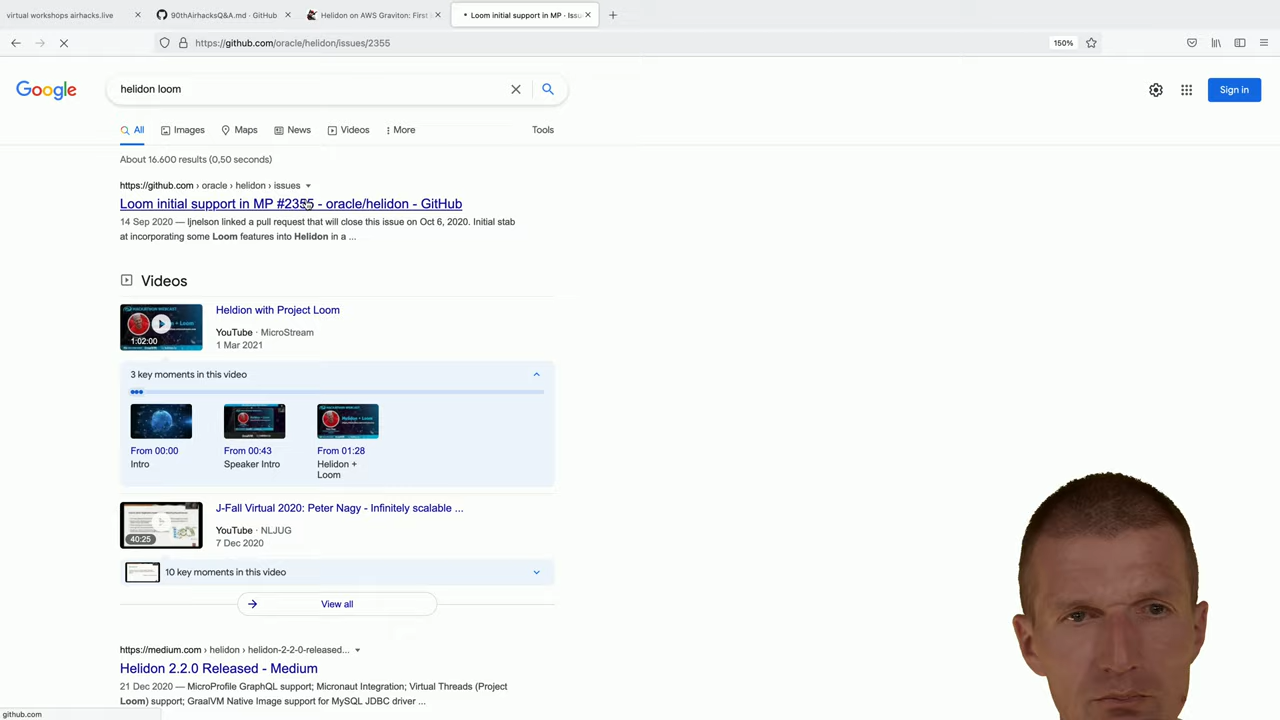 virtual workshops airhacks.live
90thAirhacksQ&A.md · GitHub
Helidon on AWS Graviton: First
Loom initial support in MP · Issu
https://github.com/oracle/helidon/issues/2355
150%
Google
helidon loom
Sign in
All
Images
Maps
News
Videos
More
Tools
About 16.600 results (0,50 seconds)
https://github.com › oracle › helidon › issues
Loom initial support in MP #2355 - oracle/helidon - GitHub
14 Sep 2020 — ljnelson linked a pull request that will close this issue on Oct 6, 2020. Initial stab
at incorporating some Loom features into Helidon in a ...
Videos
1:02:00
Heldion with Project Loom
YouTube · MicroStream
1 Mar 2021
3 key moments in this video
From 00:00
Intro
From 00:43
Speaker Intro
From 01:28
Helidon +
Loom
40:25
J-Fall Virtual 2020: Peter Nagy - Infinitely scalable ...
YouTube · NLJUG
7 Dec 2020
10 key moments in this video
View all
https://medium.com › helidon › helidon-2-2-0-released...
Helidon 2.2.0 Released - Medium
21 Dec 2020 — MicroProfile GraphQL support; Micronaut Integration; Virtual Threads (Project
Loom) support; GraalVM Native Image support for MySQL JDBC driver ...
github.com